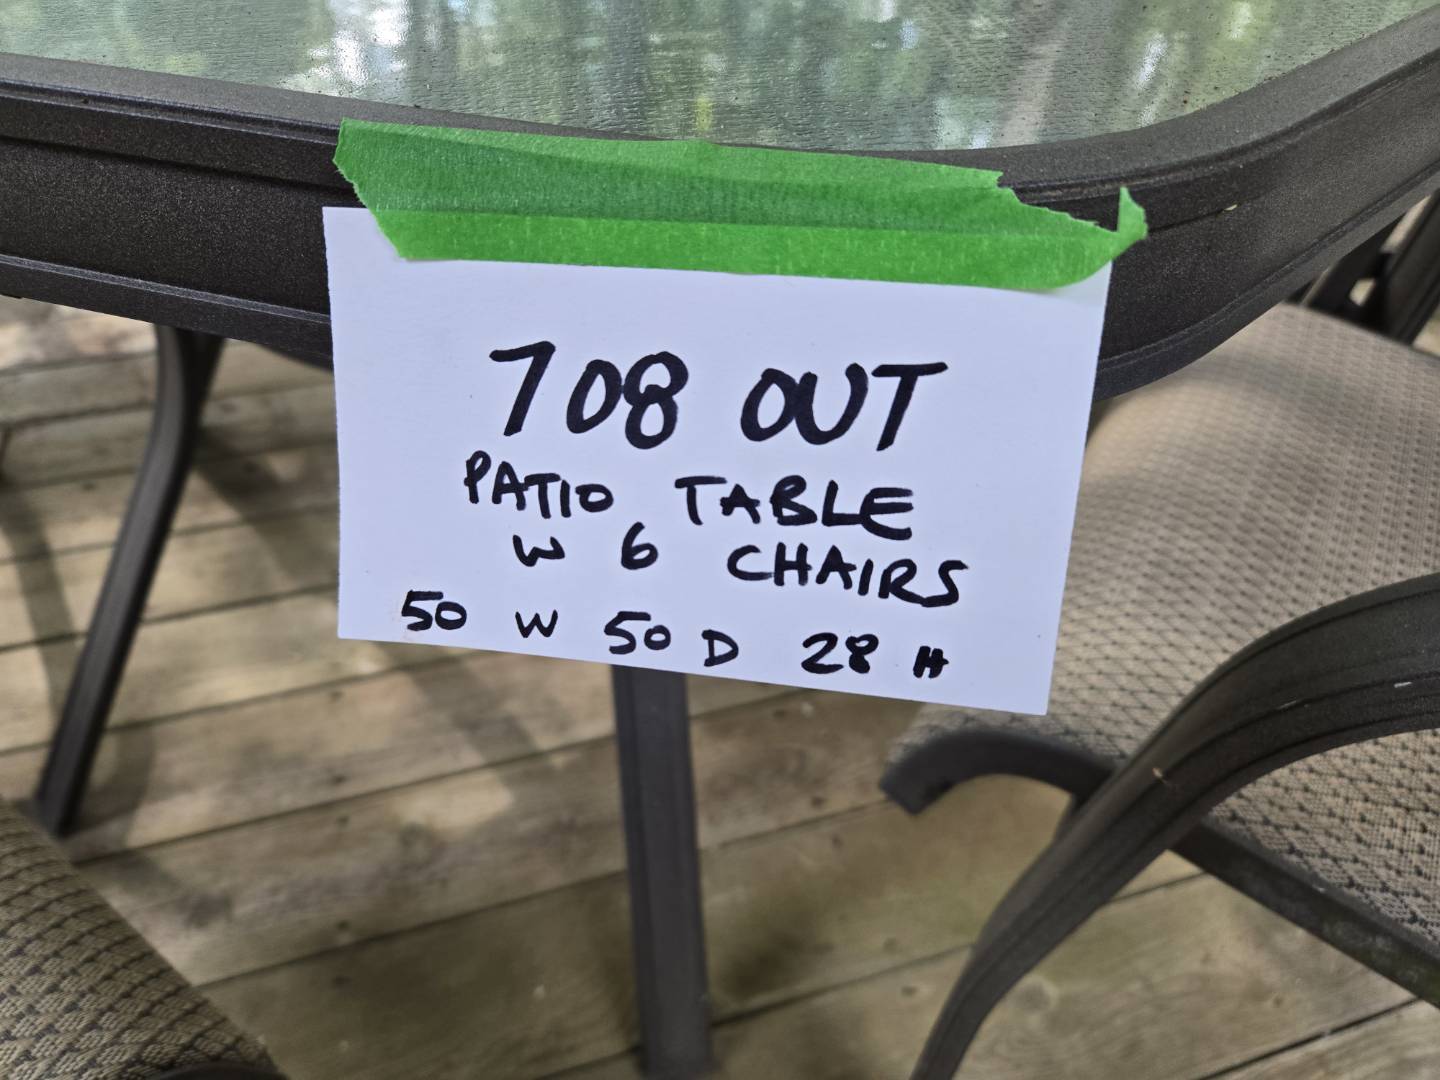 708 OUT
PATIO TABLE
W 6 CHAIRS
50 W 50 D 28 H